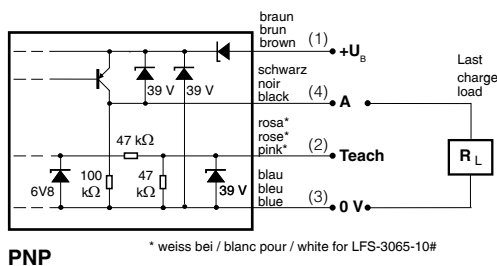 braun
brun
brown
(1)
+UB
schwarz
noir
black
(4)
A
Last
charge
load
39 V
39 V
rosa*
rose*
pink*
(2)
Teach
47 kΩ
RL
6V8
100
kΩ
47
kΩ
39 V
blau
bleu
blue
(3)
0 V
* weiss bei / blanc pour / white for LFS-3065-10#
PNP